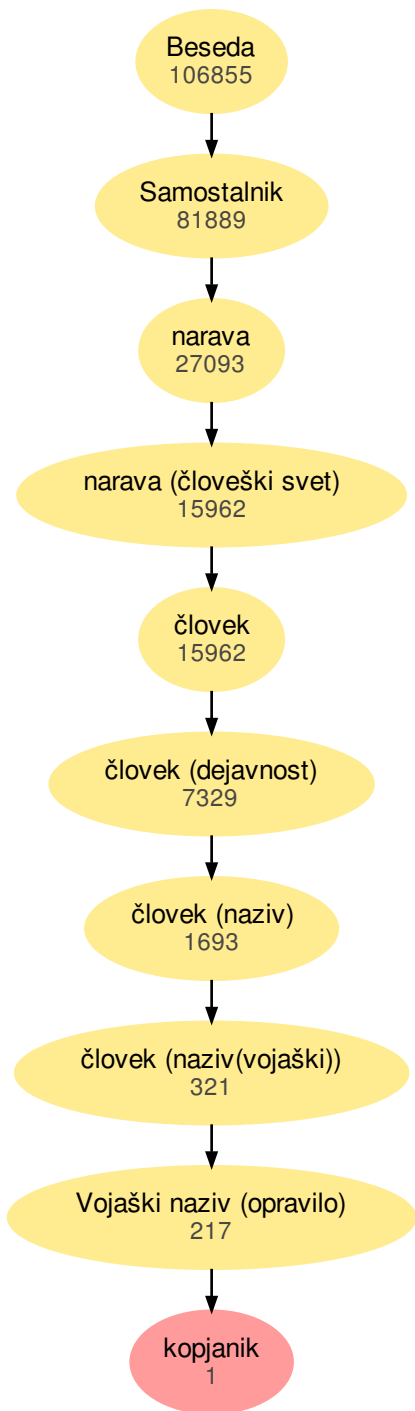 Beseda
106855
Samostalnik
81889
narava
27093
narava (človeški svet)
15962
človek
15962
človek (dejavnost)
7329
človek (naziv)
1693
človek (naziv(vojaški))
321
Vojaški naziv (opravilo)
217
kopjanik
1